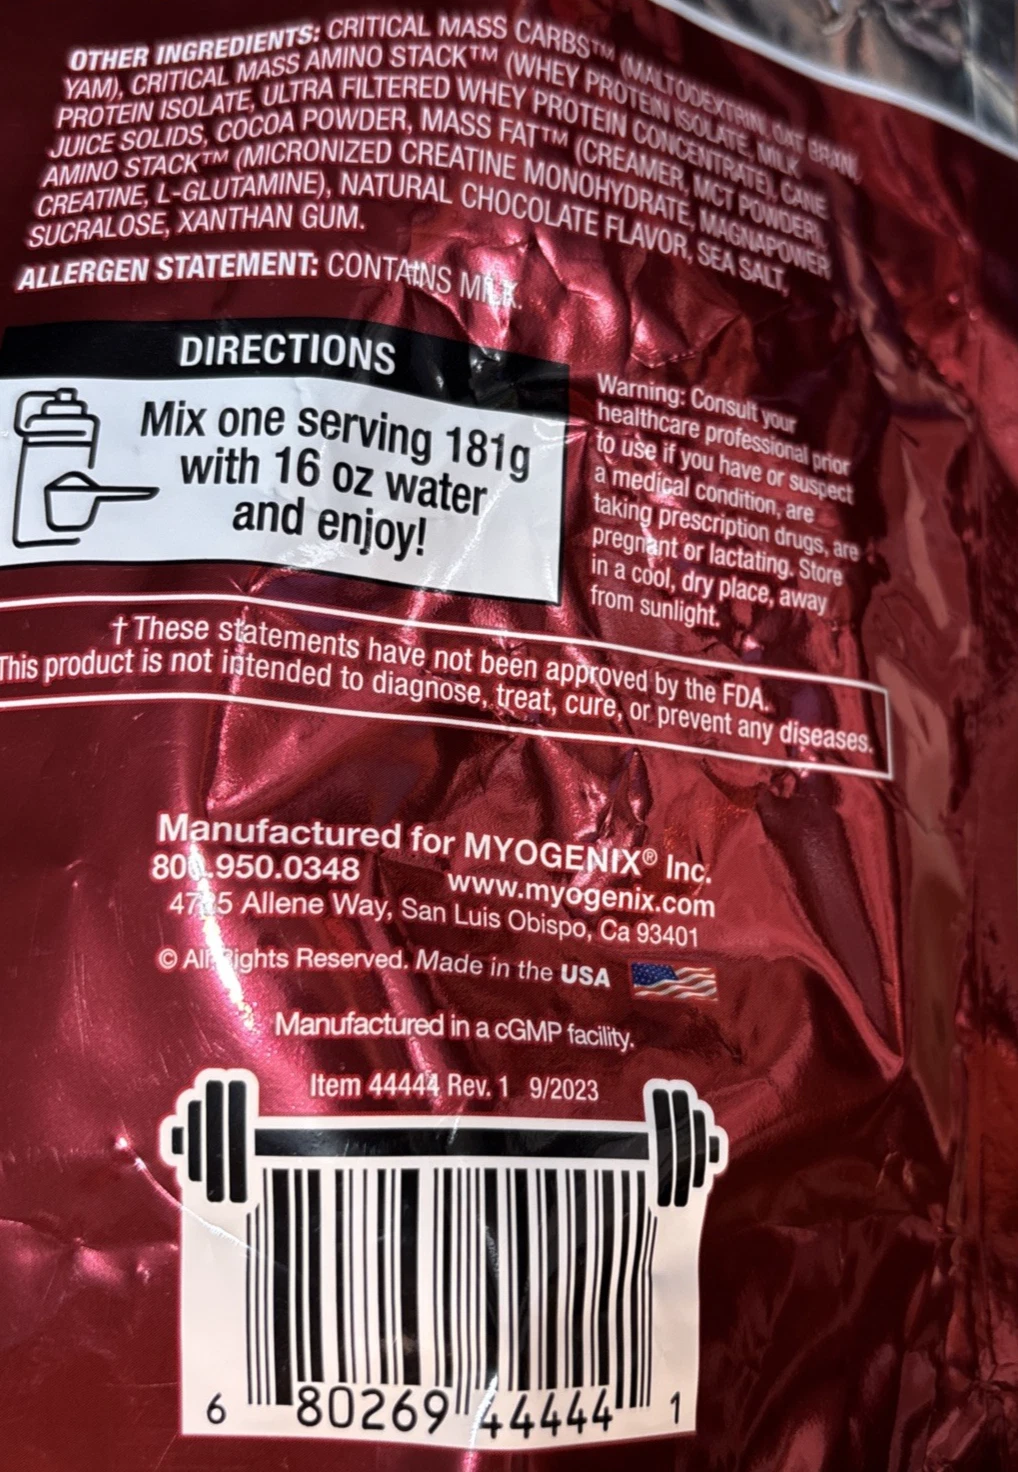 OTHER INGREDIENTS: CRITICAL MASS CARBS™ (MALTODEXTRIN, OAT BRAN,
YAM), CRITICAL MASS AMINO STACK™ (WHEY PROTEIN ISOLATE, MILK
PROTEIN ISOLATE, ULTRA FILTERED WHEY PROTEIN CONCENTRATE), CANE
JUICE SOLIDS, COCOA POWDER, MASS FAT™ (CREAMER, MCT POWDER),
AMINO STACK™ (MICRONIZED CREATINE MONOHYDRATE, MAGNAPOWER
CREATINE, L-GLUTAMINE), NATURAL CHOCOLATE FLAVOR, SEA SALT,
SUCRALOSE, XANTHAN GUM.
ALLERGEN STATEMENT: CONTAINS MILK.
DIRECTIONS
Mix one serving 181g
with 16 oz water
and enjoy!
Warning: Consult your
healthcare professional prior
to use if you have or suspect
a medical condition, are
taking prescription drugs, are
pregnant or lactating. Store
in a cool, dry place, away
from sunlight.
† These statements have not been approved by the FDA.
This product is not intended to diagnose, treat, cure, or prevent any diseases.
Manufactured for MYOGENIX® Inc.
800.950.0348 www.myogenix.com
Allene Way, San Luis Obispo, Ca 93401
© All Rights Reserved. Made in the USA
Manufactured in a cGMP facility.
Item 44444 Rev. 1 9/2023
6 80269 44444 1